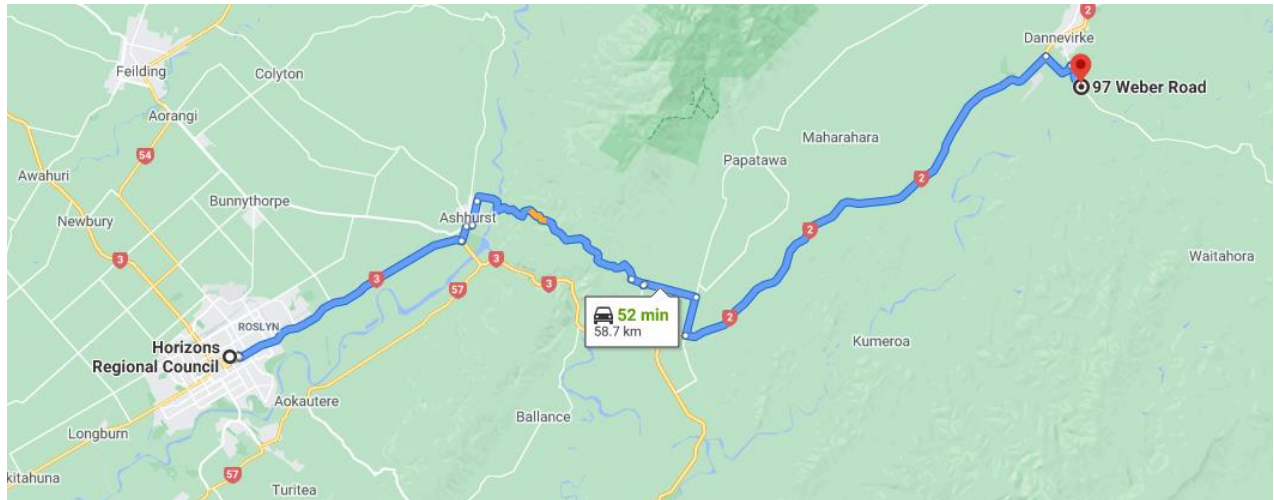 2
Dannevirke
97 Weber Road
Feilding
Colyton
Aorangi
Maharahara
54
Papatawa
2
Awahuri
Bunnythorpe
Newbury
Ashhurst
2
3
3
3
57
3
Waitahora
ROSLYN
52 min
58.7 km
2
Horizons
Regional Council
Kumeroa
Aokautere
Ballance
Longburn
kitahuna
57
Turitea